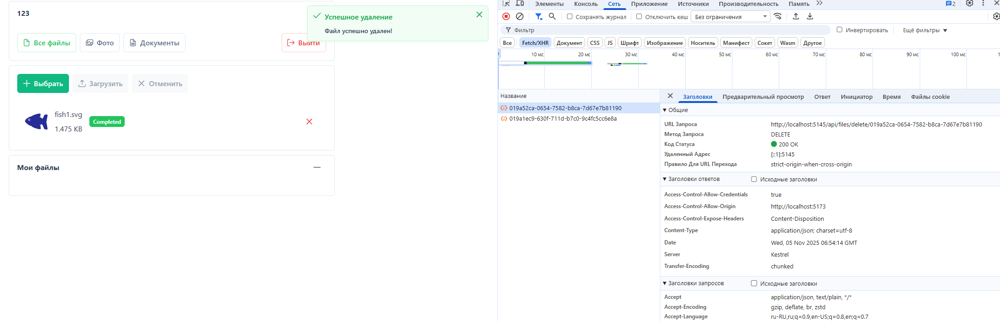 123
Успешное удаление
Файл успешно удален!
Все файлы
Фото
Документы
Выйти
Выбрать
Загрузить
Отменить
fish1.svg
Completed
1.475 KB
Мои файлы
Элементы Консоль Сеть Приложение Источники Производительность Память 2
Сохранять журнал Отключить кеш Без ограничения
Фильтр Инвертировать Ещё фильтры
Все Fetch/XHR Документ CSS JS Шрифт Изображение Носитель Манифест Сокет Wasm Другое
10 мс 20 мс 30 мс 40 мс 50 мс 60 мс 70 мс 80 мс 90 мс 100 мс 1
Название
019a52ca-0654-7582-b8ca-7d67e7b81190
019a1ec9-630f-711d-b7c0-9c4fc5cc6e8a
Заголовки Предварительный просмотр Ответ Инициатор Время Файлы cookie
Общие
URL Запроса http://localhost:5145/api/files/delete/019a52ca-0654-7582-b8ca-7d67e7b81190
Метод Запроса DELETE
Код Статуса 200 OK
Удаленный Адрес [::1]:5145
Правило Для URL Перехода strict-origin-when-cross-origin
Заголовки ответов Исходные заголовки
Access-Control-Allow-Credentials true
Access-Control-Allow-Origin http://localhost:5173
Access-Control-Expose-Headers Content-Disposition
Content-Type application/json; charset=utf-8
Date Wed, 05 Nov 2025 06:54:14 GMT
Server Kestrel
Transfer-Encoding chunked
Заголовки запросов Исходные заголовки
Accept application/json, text/plain, */*
Accept-Encoding gzip, deflate, br, zstd
Accept-Language ru-RU,ru;q=0.9,en-US;q=0.8,en;q=0.7